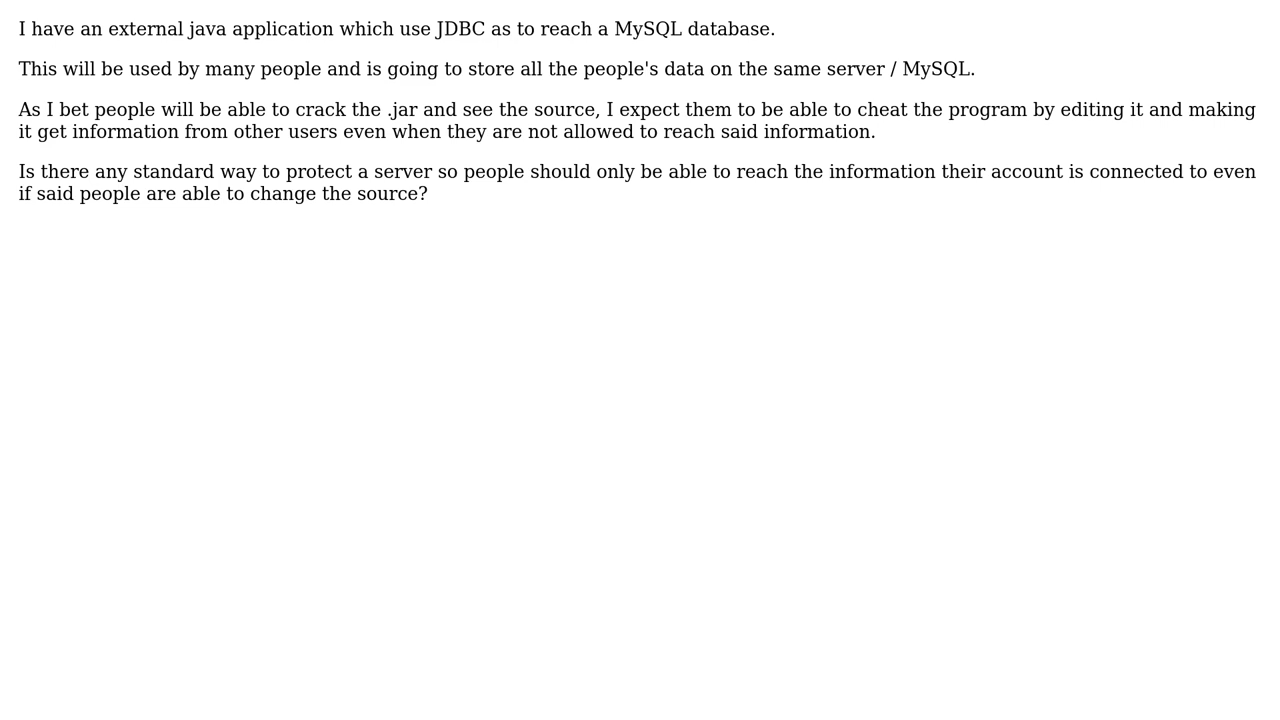 I have an external java application which use JDBC as to reach a MySQL database.
This will be used by many people and is going to store all the people's data on the same server / MySQL.
As I bet people will be able to crack the .jar and see the source, I expect them to be able to cheat the program by editing it and making
it get information from other users even when they are not allowed to reach said information.
Is there any standard way to protect a server so people should only be able to reach the information their account is connected to even
if said people are able to change the source?